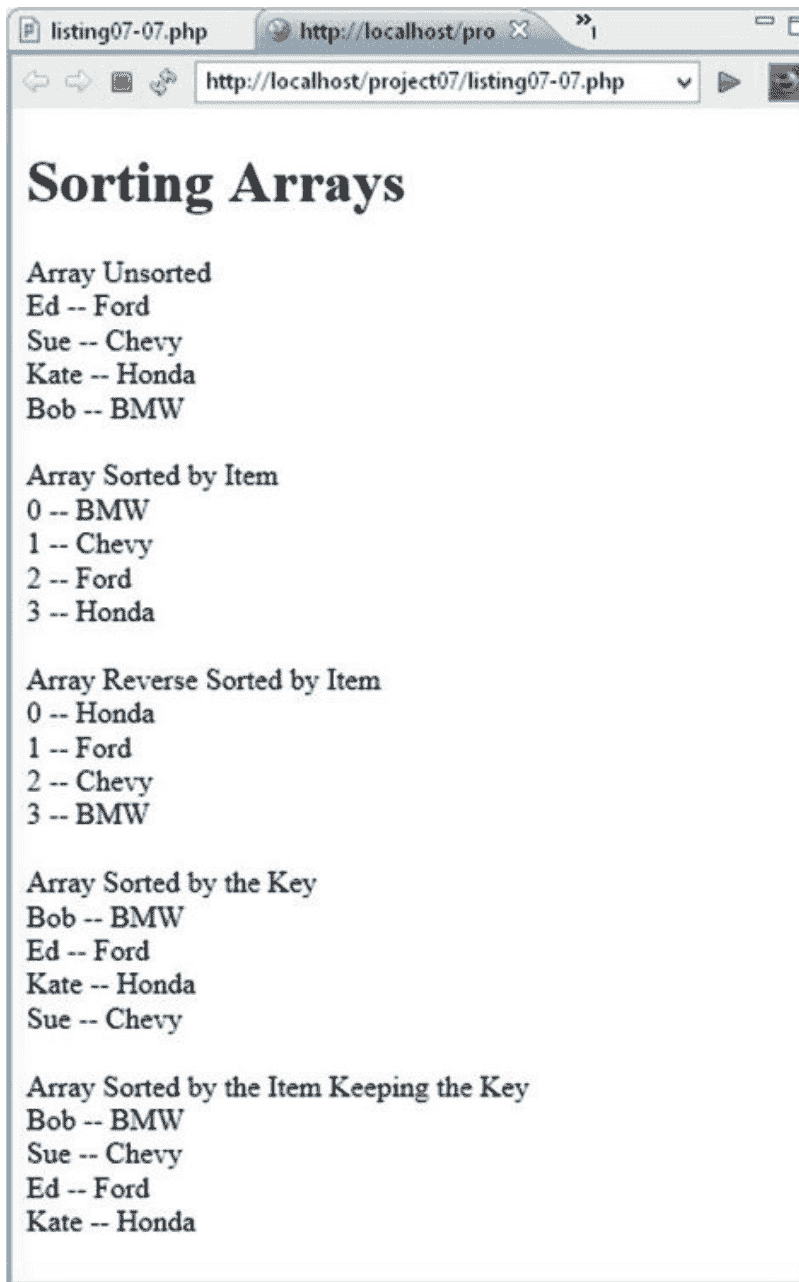 listing07-07.php
http://localhost/pro
»1
http://localhost/project07/listing07-07.php
Sorting Arrays
Array Unsorted
Ed -- Ford
Sue -- Chevy
Kate -- Honda
Bob -- BMW
Array Sorted by Item
0 -- BMW
1 -- Chevy
2 -- Ford
3 -- Honda
Array Reverse Sorted by Item
0 -- Honda
1 -- Ford
2 -- Chevy
3 -- BMW
Array Sorted by the Key
Bob -- BMW
Ed -- Ford
Kate -- Honda
Sue -- Chevy
Array Sorted by the Item Keeping the Key
Bob -- BMW
Sue -- Chevy
Ed -- Ford
Kate -- Honda